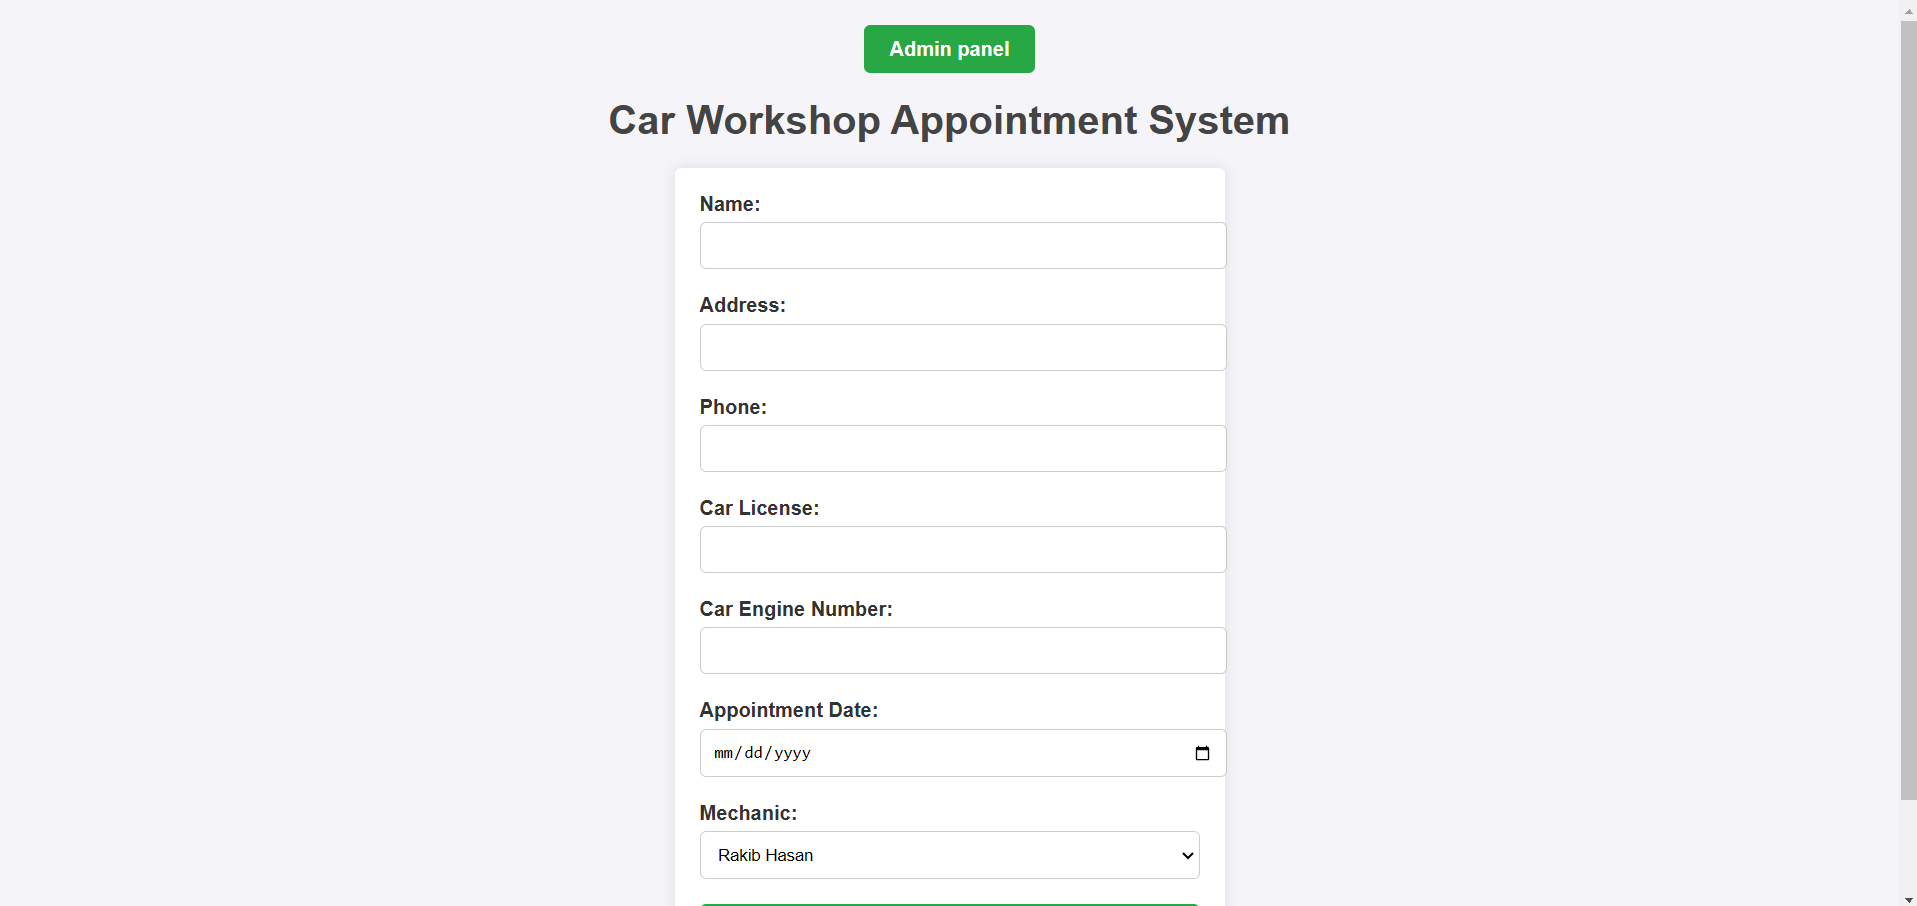 Admin panel
Car Workshop Appointment System
Name:
Address:
Phone:
Car License:
Car Engine Number:
Appointment Date:
mm/dd/yyyy
Mechanic:
Rakib Hasan